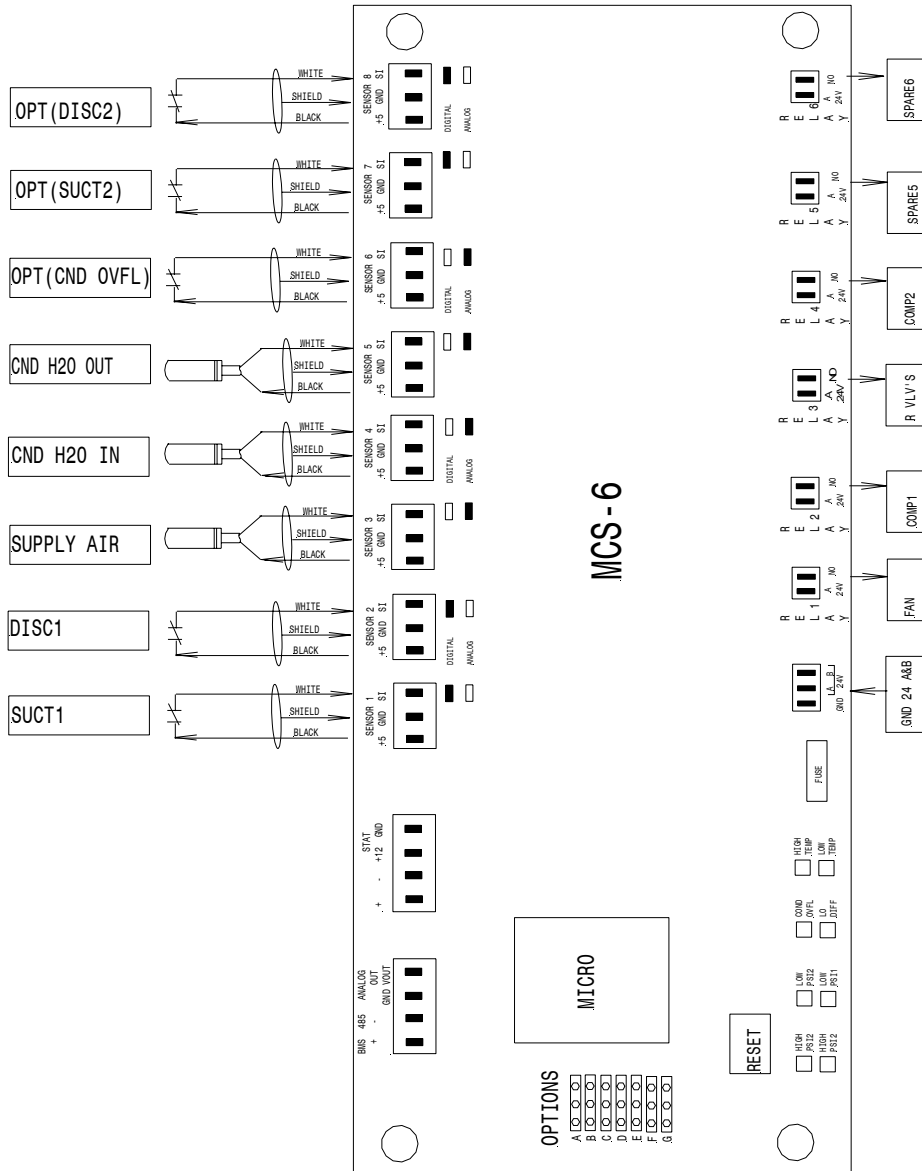 OPT(DISC2)
WHITE
SHIELD
BLACK
SENSOR 8
SI
GND
+5
DIGITAL
ANALOG
OPT(SUCT2)
WHITE
SHIELD
BLACK
SENSOR 7
SI
GND
+5
OPT(CND OVFL)
WHITE
SHIELD
BLACK
SENSOR 6
SI
GND
+5
DIGITAL
ANALOG
CND H20 OUT
WHITE
SHIELD
BLACK
SENSOR 5
SI
GND
+5
CND H20 IN
WHITE
SHIELD
BLACK
SENSOR 4
SI
GND
+5
DIGITAL
ANALOG
SUPPLY AIR
WHITE
SHIELD
BLACK
SENSOR 3
SI
GND
+5
DISC1
WHITE
SHIELD
BLACK
SENSOR 2
SI
GND
+5
DIGITAL
ANALOG
SUCT1
WHITE
SHIELD
BLACK
SENSOR 1
SI
GND
+5
STAT
+ - +12 GND
BMS 485 ANALOG
OUT
+ - GND VOUT
MCS-6
MICRO
OPTIONS
A
B
C
D
E
F
G
RESET
RELAY 6
A NO
24V
SPARE6
RELAY 5
A NO
24V
SPARE5
RELAY 4
A NO
24V
COMP2
RELAY 3
A NO
24V
R VLV'S
RELAY 2
A NO
24V
COMP1
RELAY 1
A NO
24V
FAN
GND A B
24V
GND 24 A&B
FUSE
HIGH
TEMP
LOW
TEMP
COND
OVFL
LO
DIFF
LOW
PSI2
LOW
PSI1
HIGH
PSI2
HIGH
PSI2